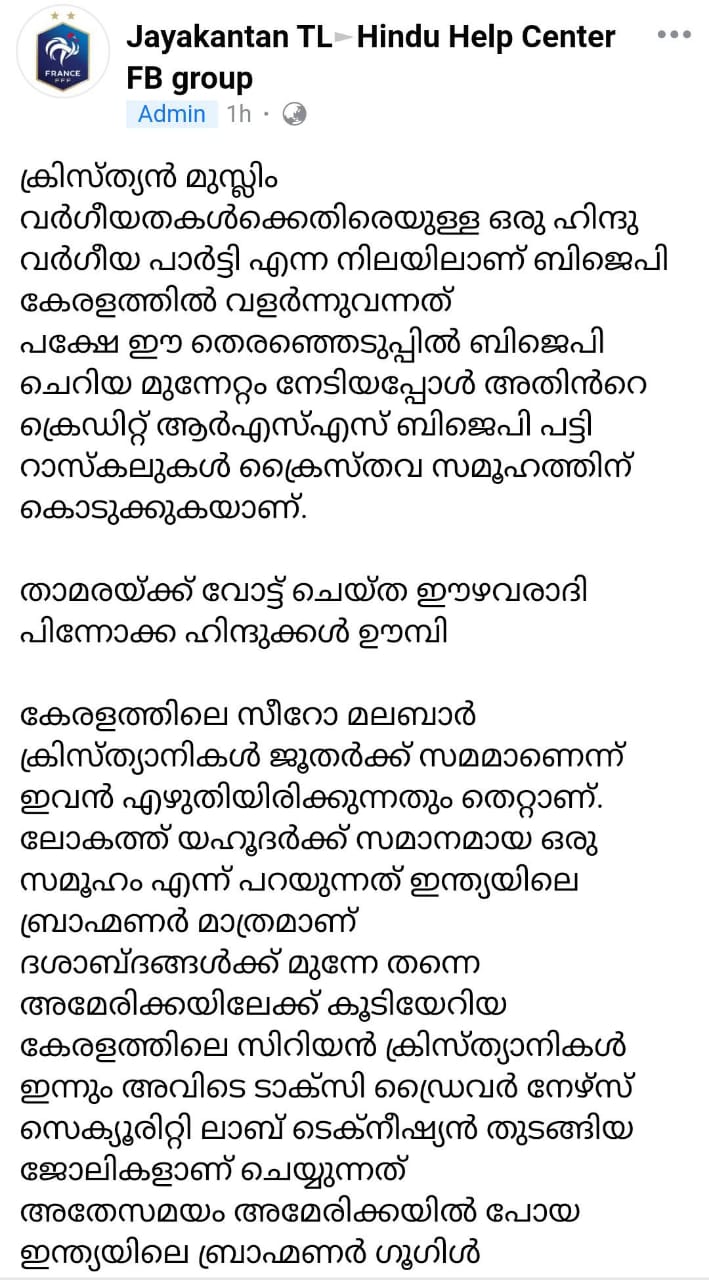 Jayakantan TL Hindu Help Center
FB group
Admin 1h ·
FRANCE
FFF
ക്രിസ്ത്യൻ മുസ്ലിം
വർഗീയതകൾക്കെതിരെയുള്ള ഒരു ഹിന്ദു
വർഗീയ പാർട്ടി എന്ന നിലയിലാണ് ബിജെപി
കേരളത്തിൽ വളർന്നുവന്നത്
പക്ഷേ ഈ തെരഞ്ഞെടുപ്പിൽ ബിജെപി
ചെറിയ മുന്നേറ്റം നേടിയപ്പോൾ അതിൻറെ
ക്രെഡിറ്റ് ആർഎസ്എസ് ബിജെപി പട്ടി
റാസ്കലുകൾ ക്രൈസ്തവ സമൂഹത്തിന്
കൊടുക്കുകയാണ്.
താമരയ്ക്ക് വോട്ട് ചെയ്ത ഈഴവരാദി
പിന്നോക്ക ഹിന്ദുക്കൾ ഊമ്പി
കേരളത്തിലെ സീറോ മലബാർ
ക്രിസ്ത്യാനികൾ ജൂതർക്ക് സമമാണെന്ന്
ഇവൻ എഴുതിയിരിക്കുന്നതും തെറ്റാണ്.
ലോകത്ത് യഹൂദർക്ക് സമാനമായ ഒരു
സമൂഹം എന്ന് പറയുന്നത് ഇന്ത്യയിലെ
ബ്രാഹ്മണർ മാത്രമാണ്
ദശാബ്ദങ്ങൾക്ക് മുന്നേ തന്നെ
അമേരിക്കയിലേക്ക് കൂടിയേറിയ
കേരളത്തിലെ സിറിയൻ ക്രിസ്ത്യാനികൾ
ഇന്നും അവിടെ ടാക്സി ഡ്രൈവർ നേഴ്സ്
സെക്യൂരിറ്റി ലാബ് ടെക്നീഷ്യൻ തുടങ്ങിയ
ജോലികളാണ് ചെയ്യുന്നത്
അതേസമയം അമേരിക്കയിൽ പോയ
ഇന്ത്യയിലെ ബ്രാഹ്മണർ ഗൂഗിൾ